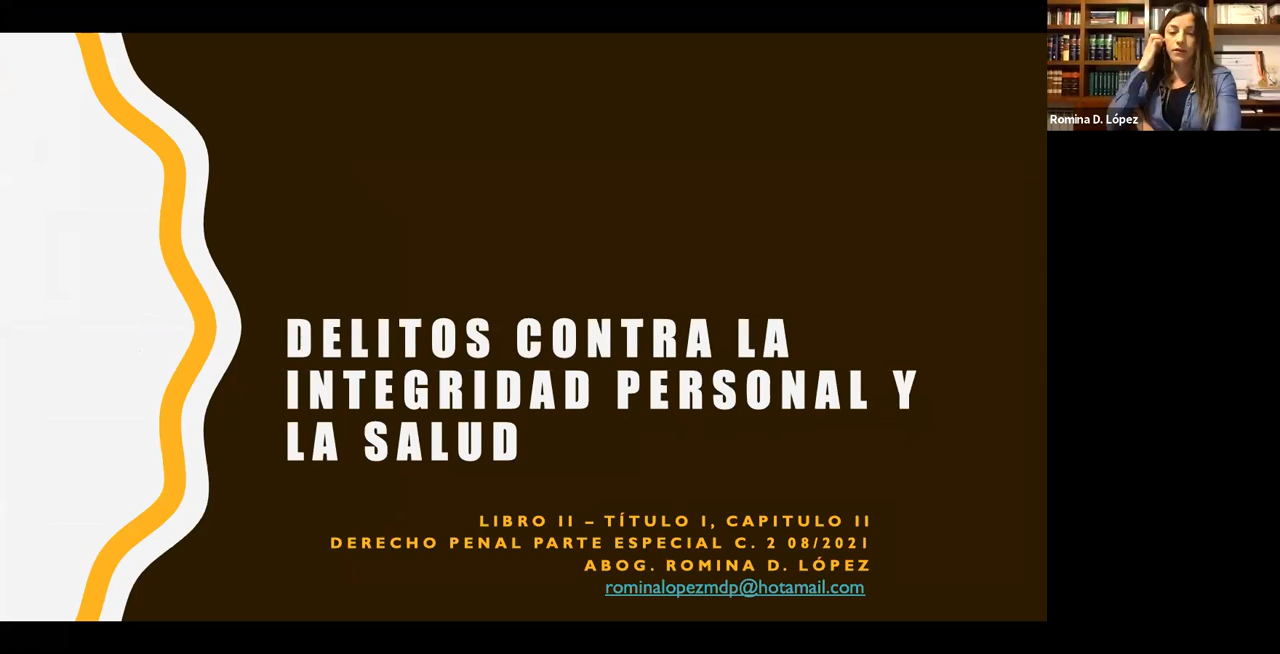 Romina D. López
DELITOS CONTRA LA
INTEGRIDAD PERSONAL Y
LA SALUD
LIBRO II – TÍTULO I, CAPITULO II
DERECHO PENAL PARTE ESPECIAL C. 2 08/2021
ABOG. ROMINA D. LÓPEZ
rominalopezmdp@hotamail.com